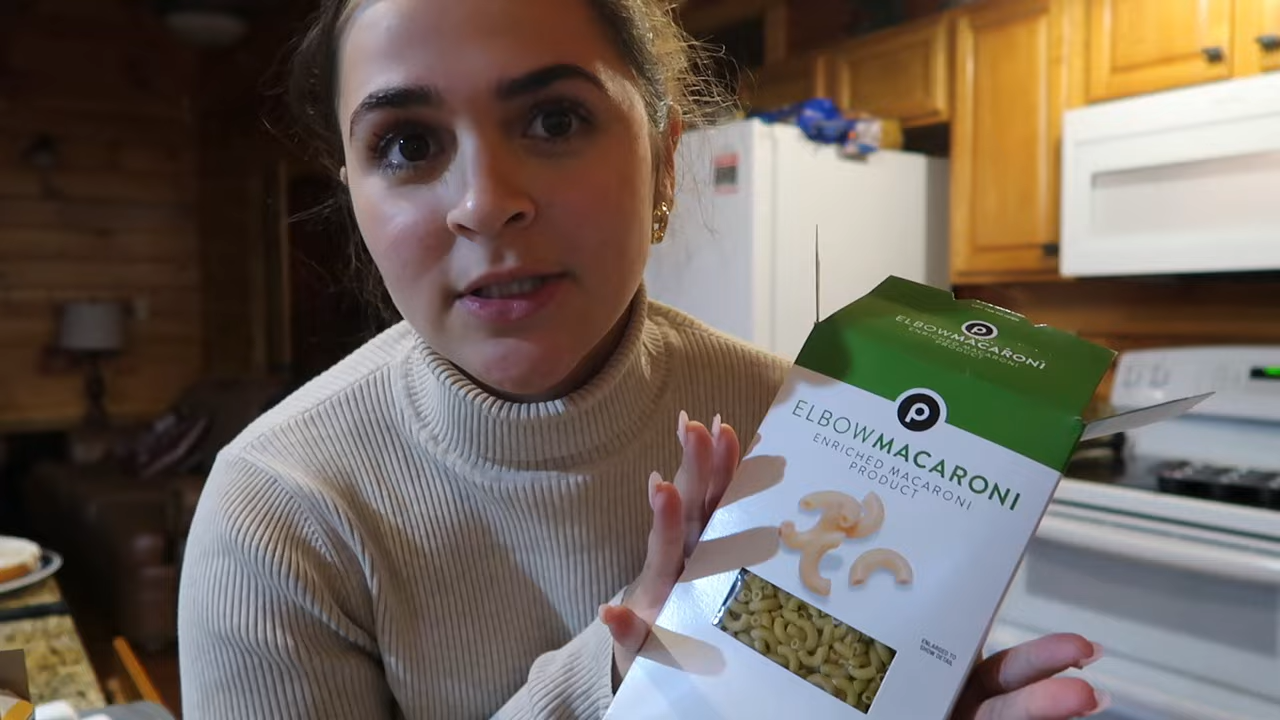 ELBOWMACARONI
ENRICHED MACARONI
PRODUCT
P
ELBOWMACARONI
ENRICHED MACARONI
PRODUCT
ENLARGED TO
SHOW DETAIL